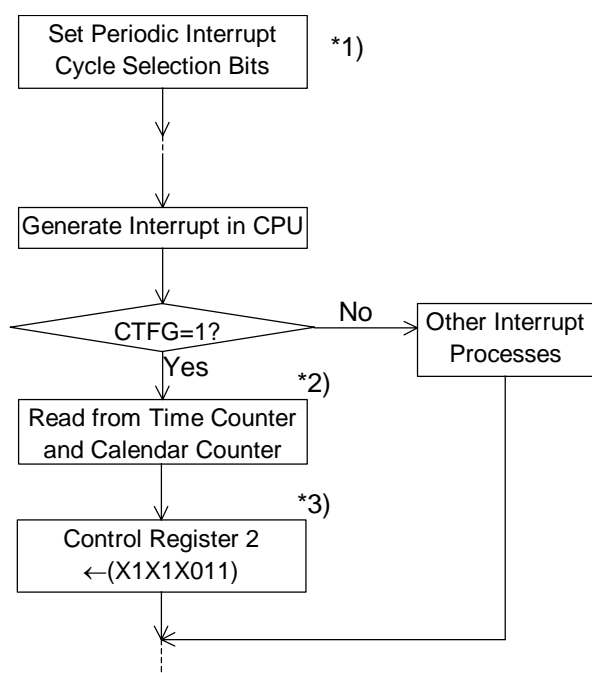 Set Periodic Interrupt
Cycle Selection Bits
*1)
Generate Interrupt in CPU
CTFG=1?
No
Other Interrupt
Processes
Yes
*2)
Read from Time Counter
and Calendar Counter
*3)
Control Register 2
←(X1X1X011)